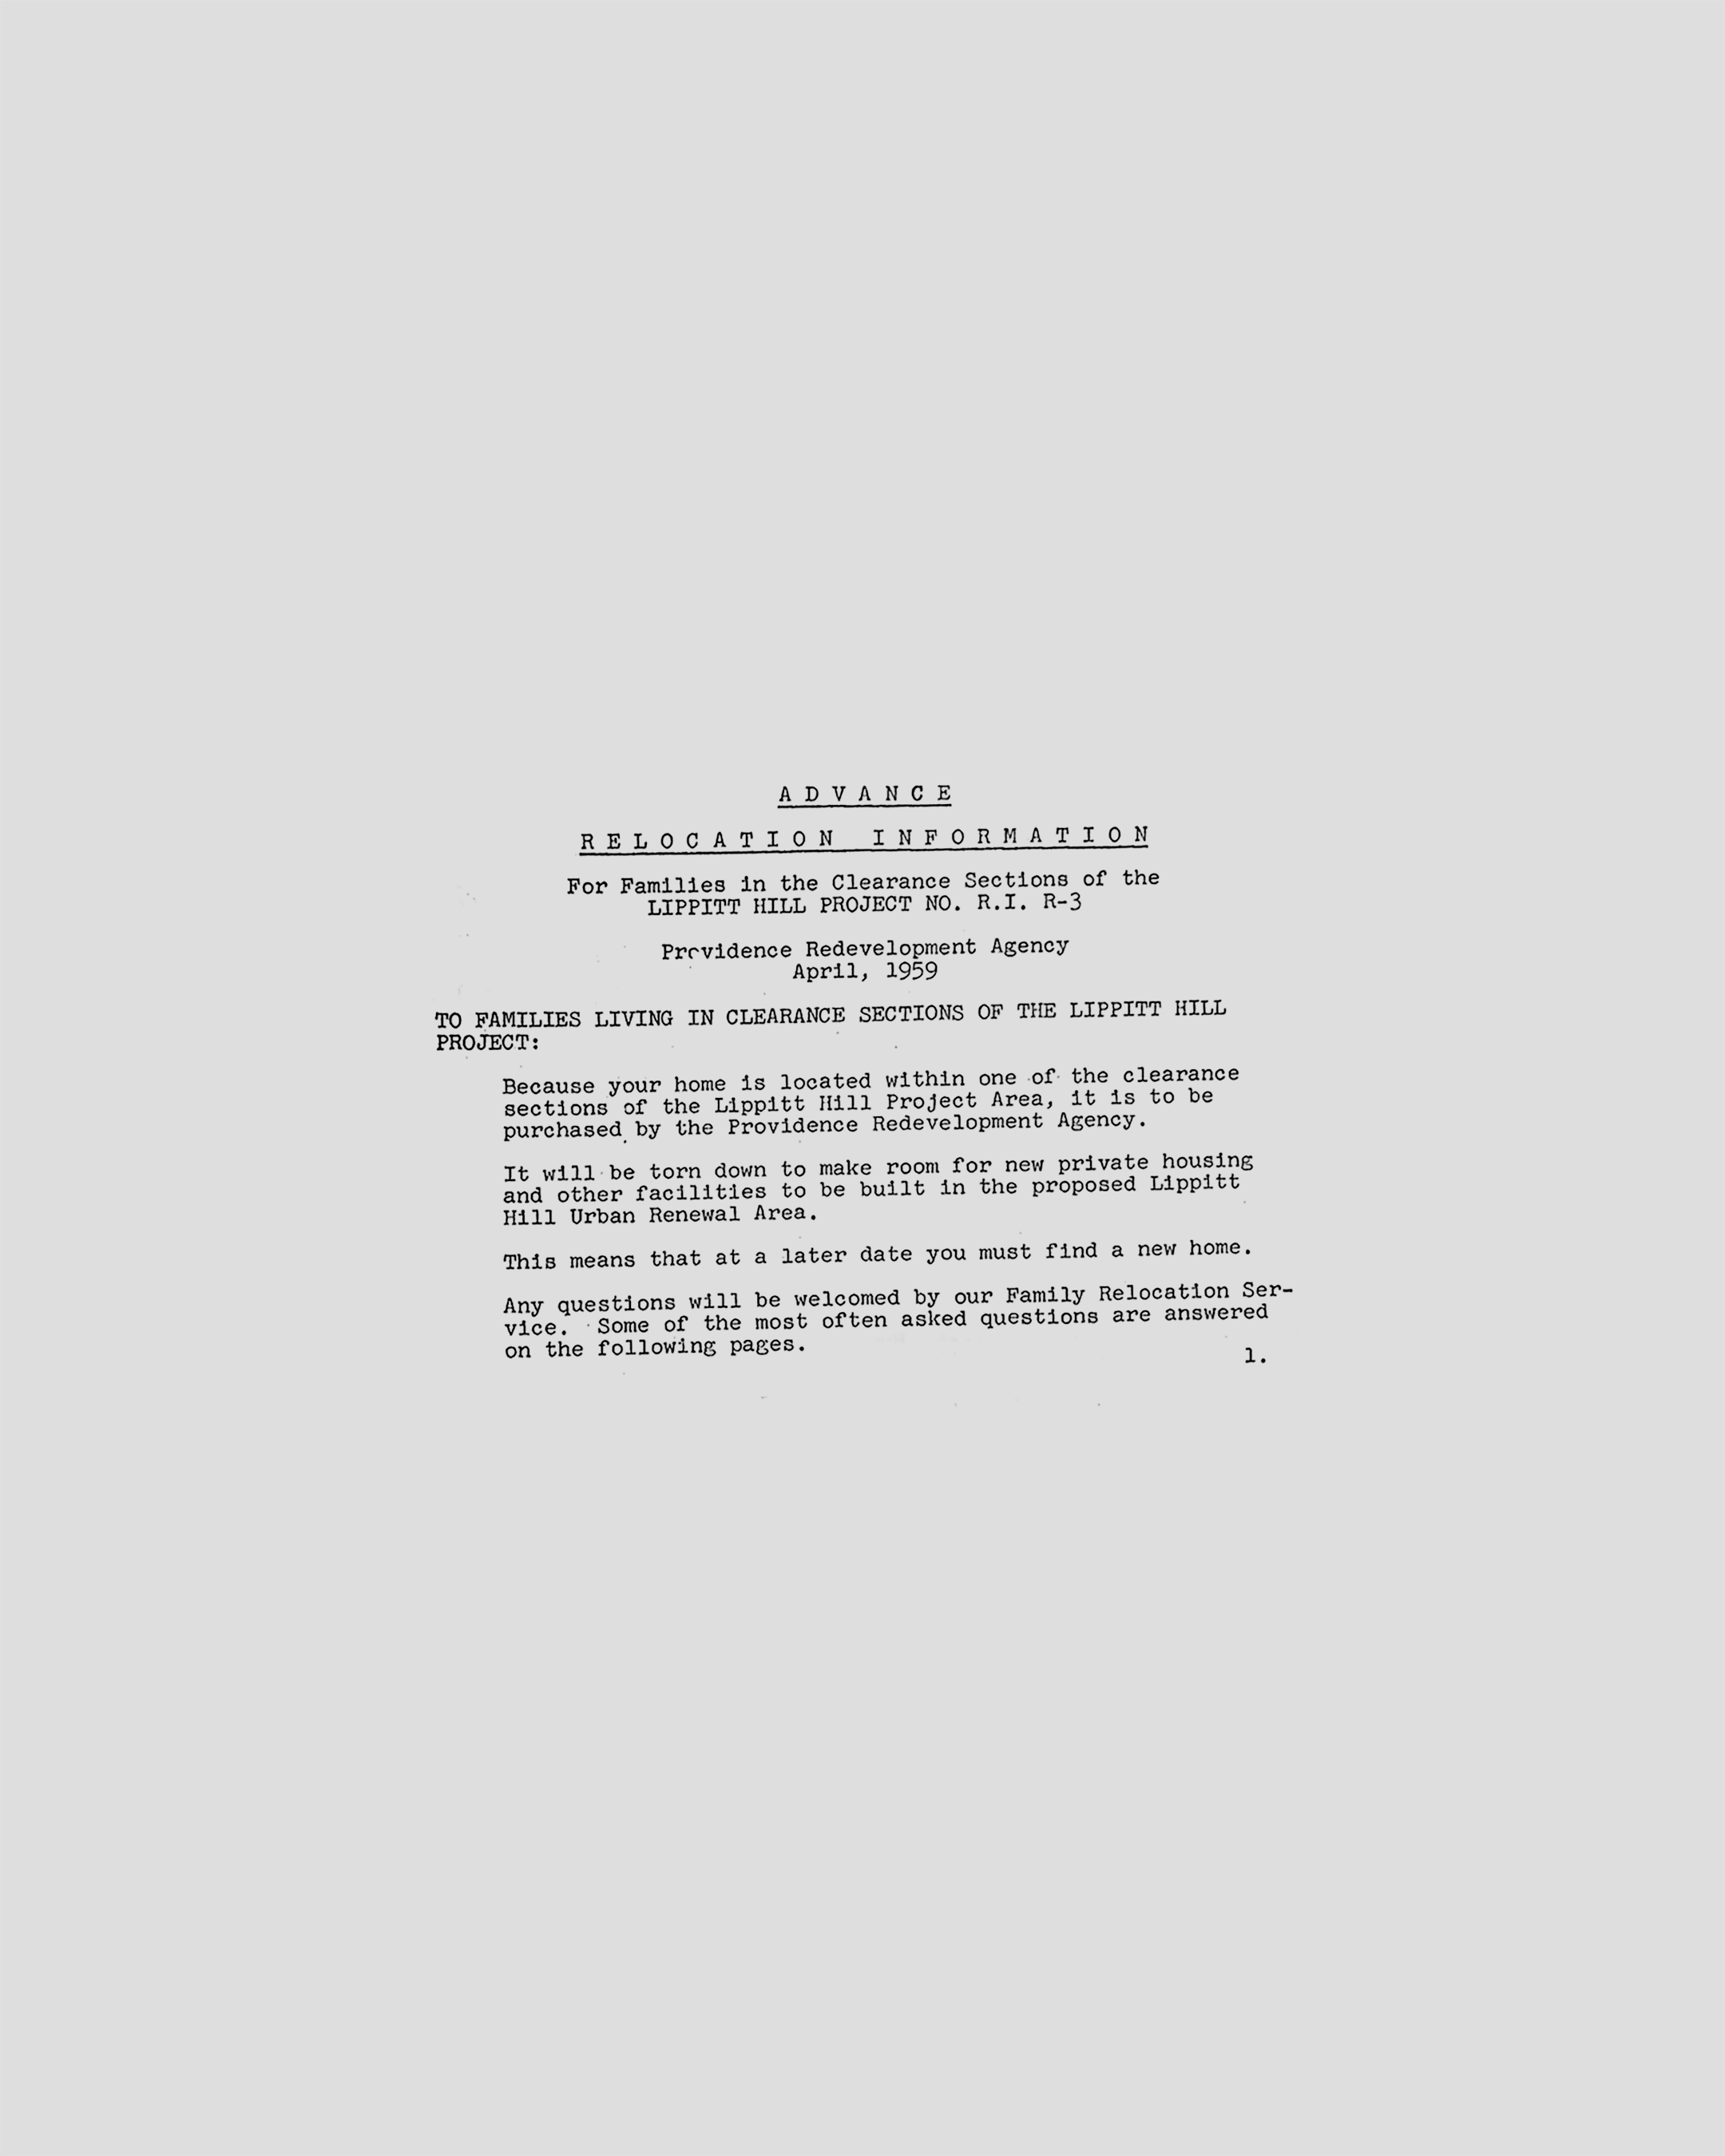 ADVANCE
RELOCATION INFORMATION
For Families in the Clearance Sections of the
LIPPITT HILL PROJECT NO. R.I. R-3
Providence Redevelopment Agency
April, 1959
TO FAMILIES LIVING IN CLEARANCE SECTIONS OF THE LIPPITT HILL
PROJECT:
Because your home is located within one of the clearance
sections of the Lippitt Hill Project Area, it is to be
purchased by the Providence Redevelopment Agency.
It will be torn down to make room for new private housing
and other facilities to be built in the proposed Lippitt
Hill Urban Renewal Area.
This means that at a later date you must find a new home.
Any questions will be welcomed by our Family Relocation Ser-
vice. Some of the most often asked questions are answered
on the following pages.
1.